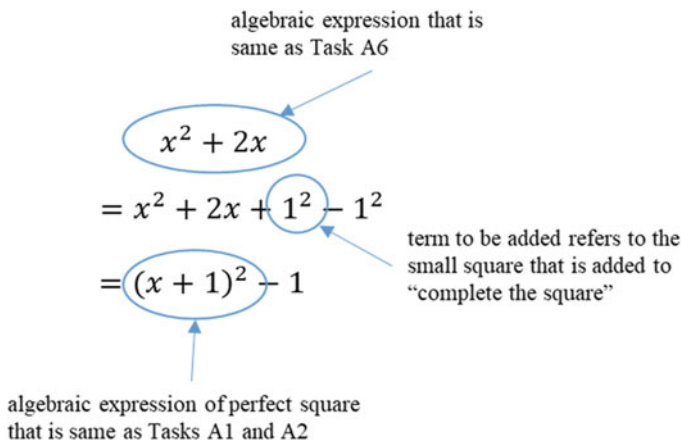 algebraic expression that is
same as Task A6
x² + 2x
= x² + 2x + 1² − 1²
term to be added refers to the
small square that is added to
“complete the square”
= (x + 1)² − 1
algebraic expression of perfect square
that is same as Tasks A1 and A2